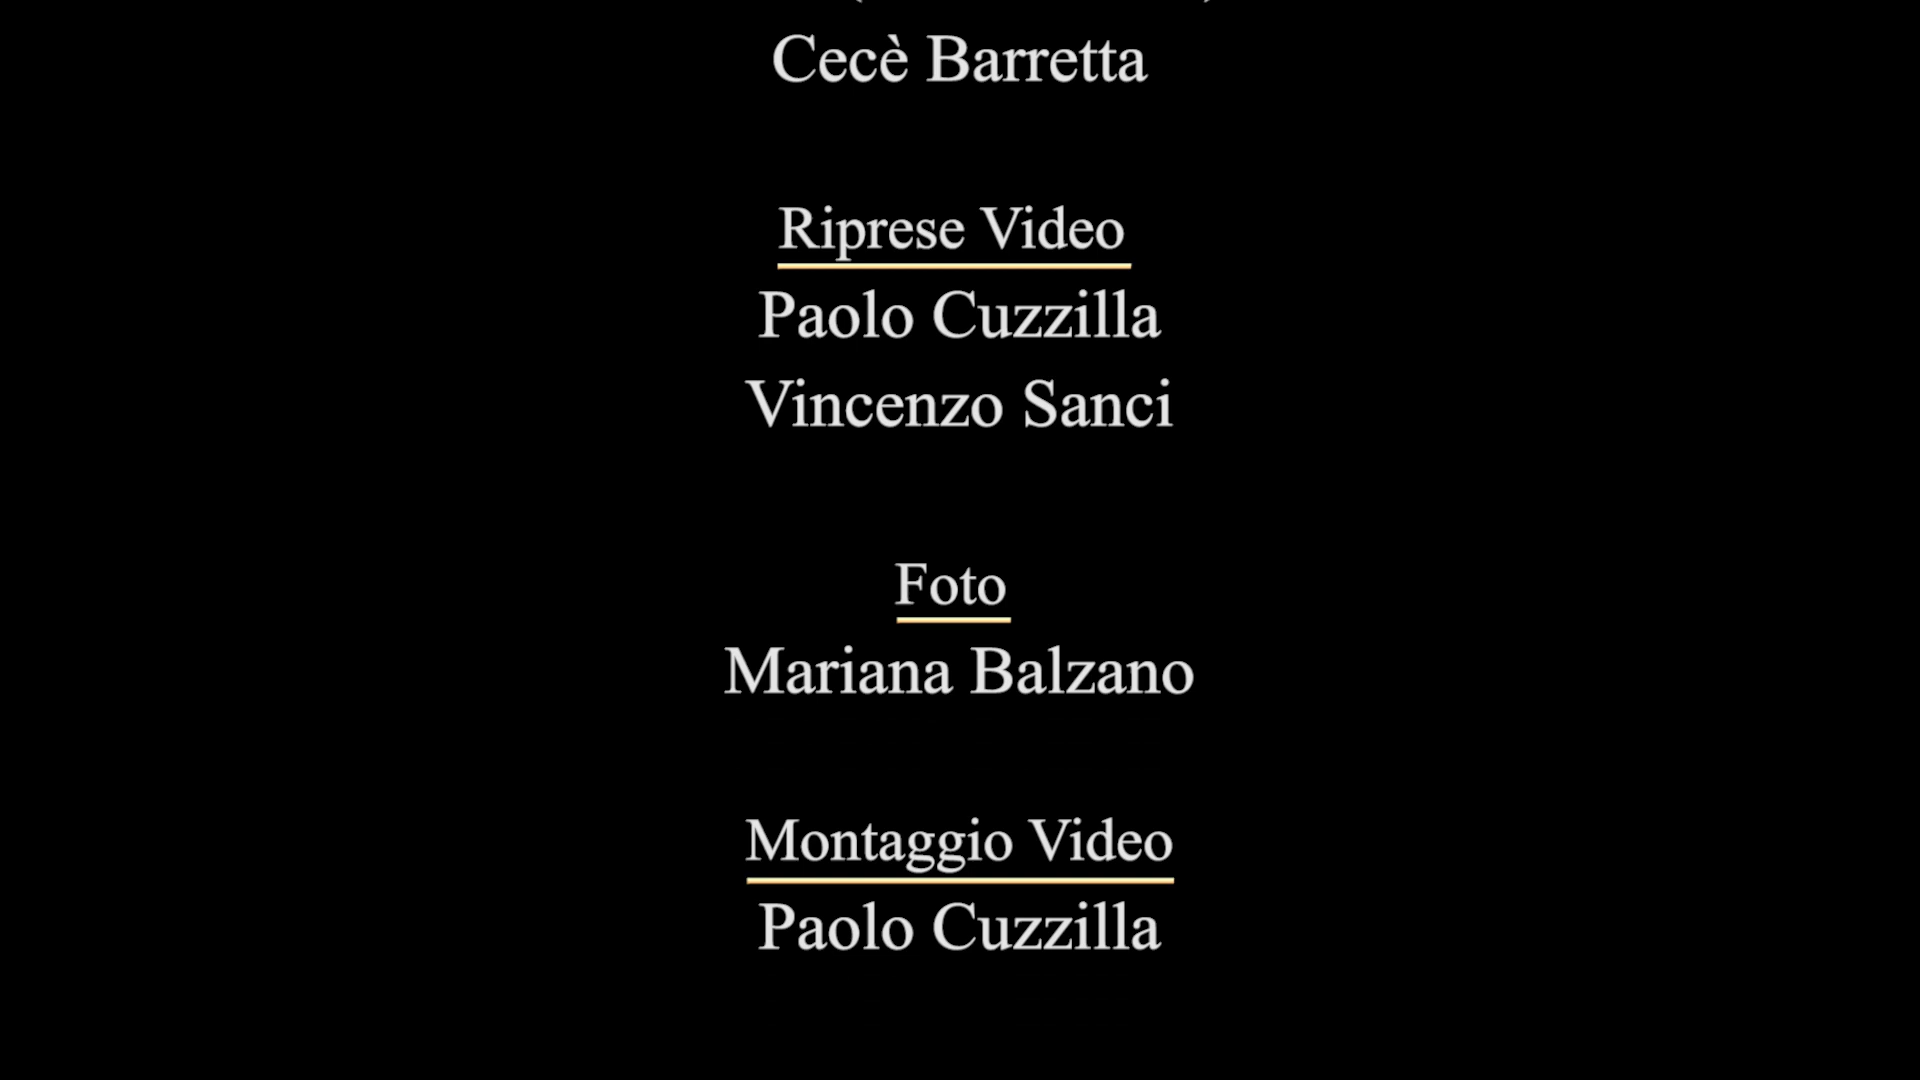 Cecè Barretta
Riprese Video
Paolo Cuzzilla
Vincenzo Sanci
Foto
Mariana Balzano
Montaggio Video
Paolo Cuzzilla